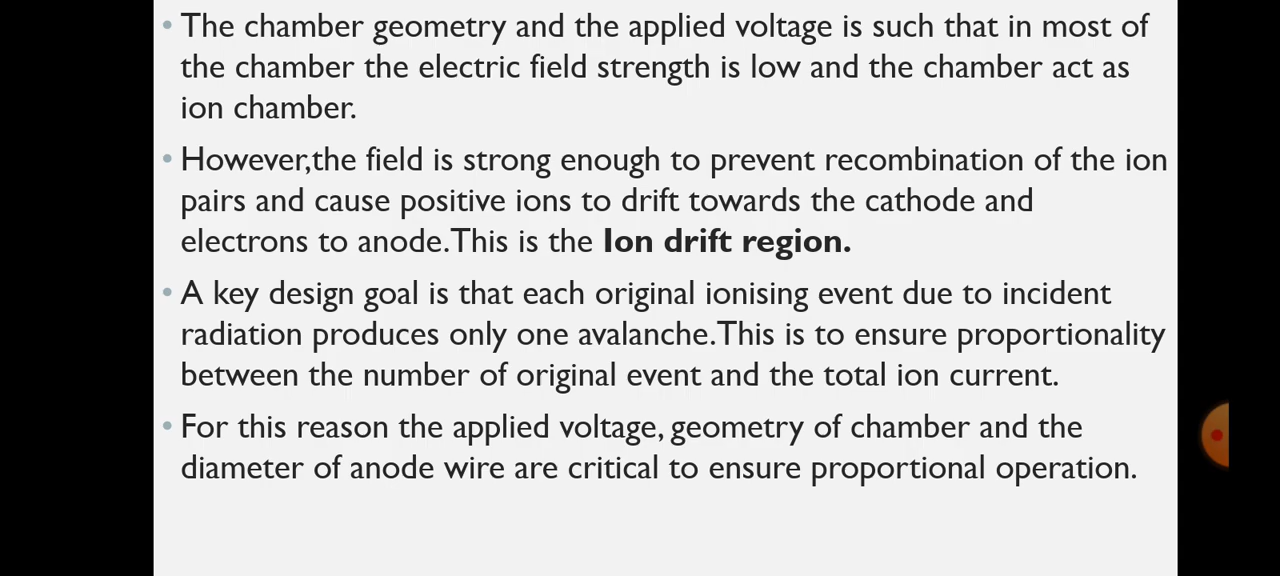 • The chamber geometry and the applied voltage is such that in most of
the chamber the electric field strength is low and the chamber act as
ion chamber.
• However,the field is strong enough to prevent recombination of the ion
pairs and cause positive ions to drift towards the cathode and
electrons to anode.This is the Ion drift region.
• A key design goal is that each original ionising event due to incident
radiation produces only one avalanche.This is to ensure proportionality
between the number of original event and the total ion current.
• For this reason the applied voltage, geometry of chamber and the
diameter of anode wire are critical to ensure proportional operation.